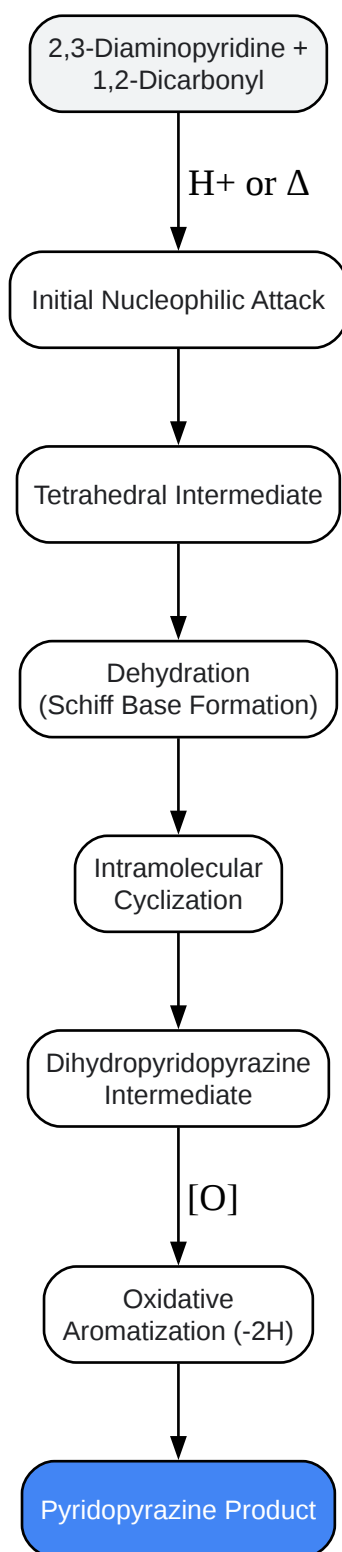 2,3-Diaminopyridine +
1,2-Dicarbonyl
H+ or Δ
Initial Nucleophilic Attack
Tetrahedral Intermediate
Dehydration
(Schiff Base Formation)
Intramolecular
Cyclization
Dihydropyridopyrazine
Intermediate
[O]
Oxidative
Aromatization (-2H)
Pyridopyrazine Product